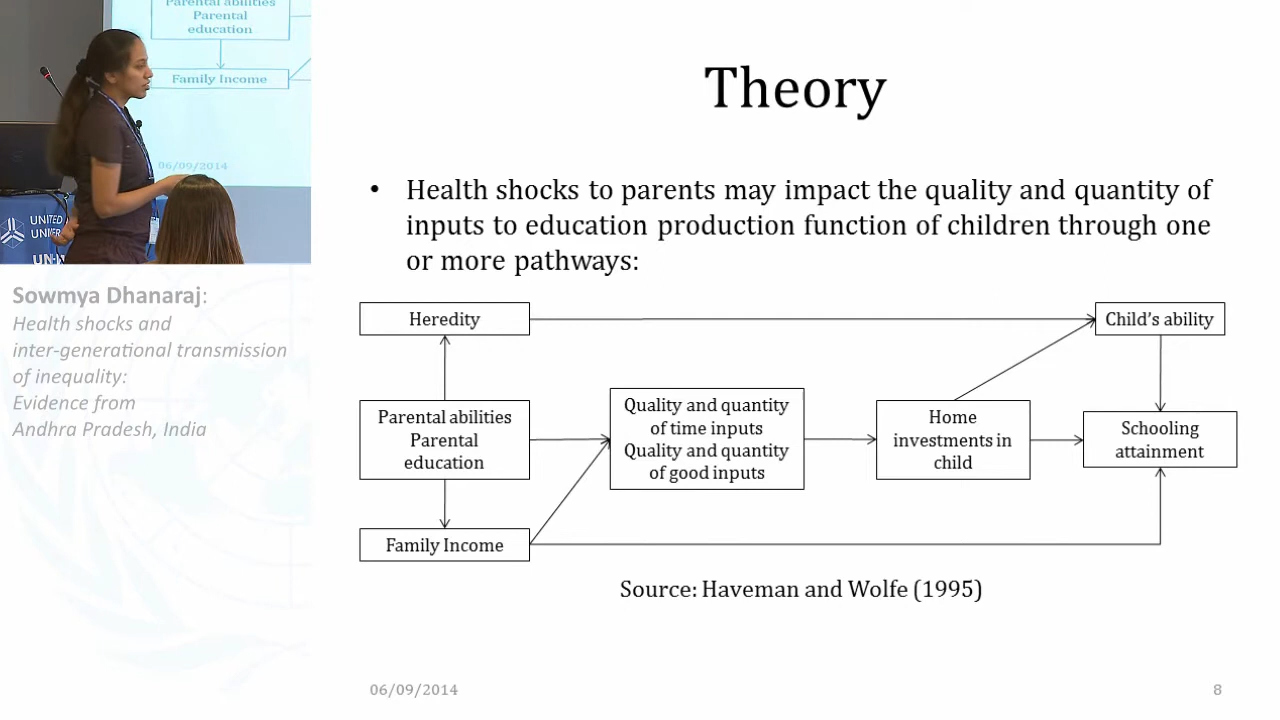 Parental abilities
Parental
education
Family Income
06/09/2014
UNITED
UNIVER
UN-W
Sowmya Dhanaraj:
Health shocks and
inter-generational transmission
of inequality:
Evidence from
Andhra Pradesh, India
Theory
• Health shocks to parents may impact the quality and quantity of
inputs to education production function of children through one
or more pathways:
Heredity
Child's ability
Parental abilities
Parental
education
Quality and quantity
of time inputs
Quality and quantity
of good inputs
Home
investments in
child
Schooling
attainment
Family Income
Source: Haveman and Wolfe (1995)
06/09/2014
8